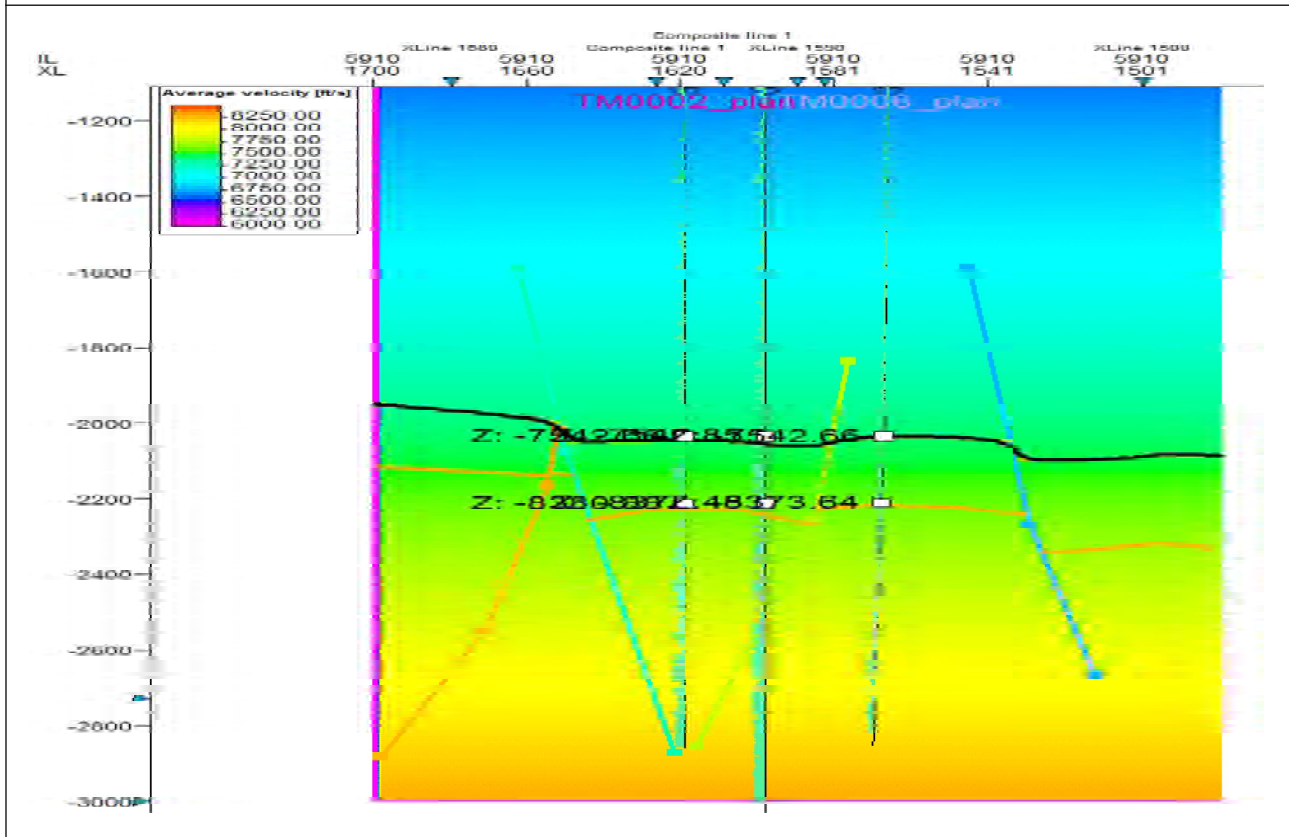 Composite line 1
XLine 1680 Composite line 1 XLine 1590 XLine 1500
IL 5910 5910 5910 5910 5910 5910
XL 1700 1660 1620 1581 1541 1501
Average velocity [ft/s]
TM0002_plan TM0006_plan
8250.00
8000.00
7750.00
7500.00
7250.00
7000.00
6750.00
6500.00
6250.00
6000.00
-1200
-1400
-1600
-1800
-2000
Z:
-2200
Z:
-2400
-2600
-2800
-3000